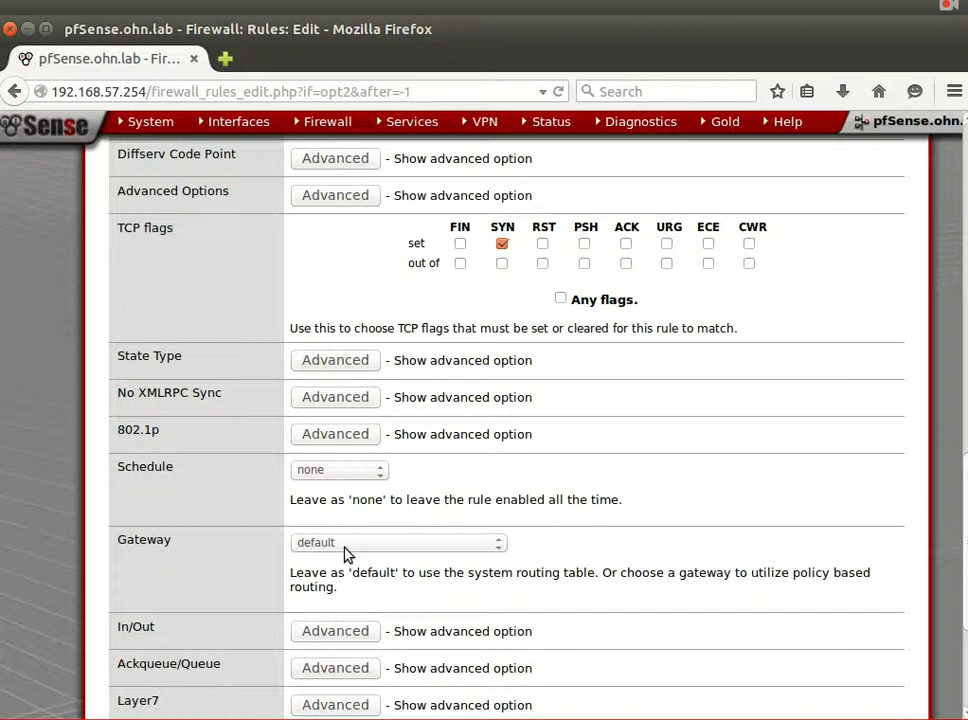 pfSense.ohn.lab - Firewall: Rules: Edit - Mozilla Firefox
pfSense.ohn.lab - Fir... ×
192.168.57.254/firewall_rules_edit.php?if=opt2&after=-1 Search
Sense System Interfaces Firewall Services VPN Status Diagnostics Gold Help pfSense.ohn.
Diffserv Code Point Advanced - Show advanced option
Advanced Options Advanced - Show advanced option
TCP flags FIN SYN RST PSH ACK URG ECE CWR
set
out of
Any flags.
Use this to choose TCP flags that must be set or cleared for this rule to match.
State Type Advanced - Show advanced option
No XMLRPC Sync Advanced - Show advanced option
802.1p Advanced - Show advanced option
Schedule none
Leave as 'none' to leave the rule enabled all the time.
Gateway default
Leave as 'default' to use the system routing table. Or choose a gateway to utilize policy based
routing.
In/Out Advanced - Show advanced option
Ackqueue/Queue Advanced - Show advanced option
Layer7 Advanced - Show advanced option